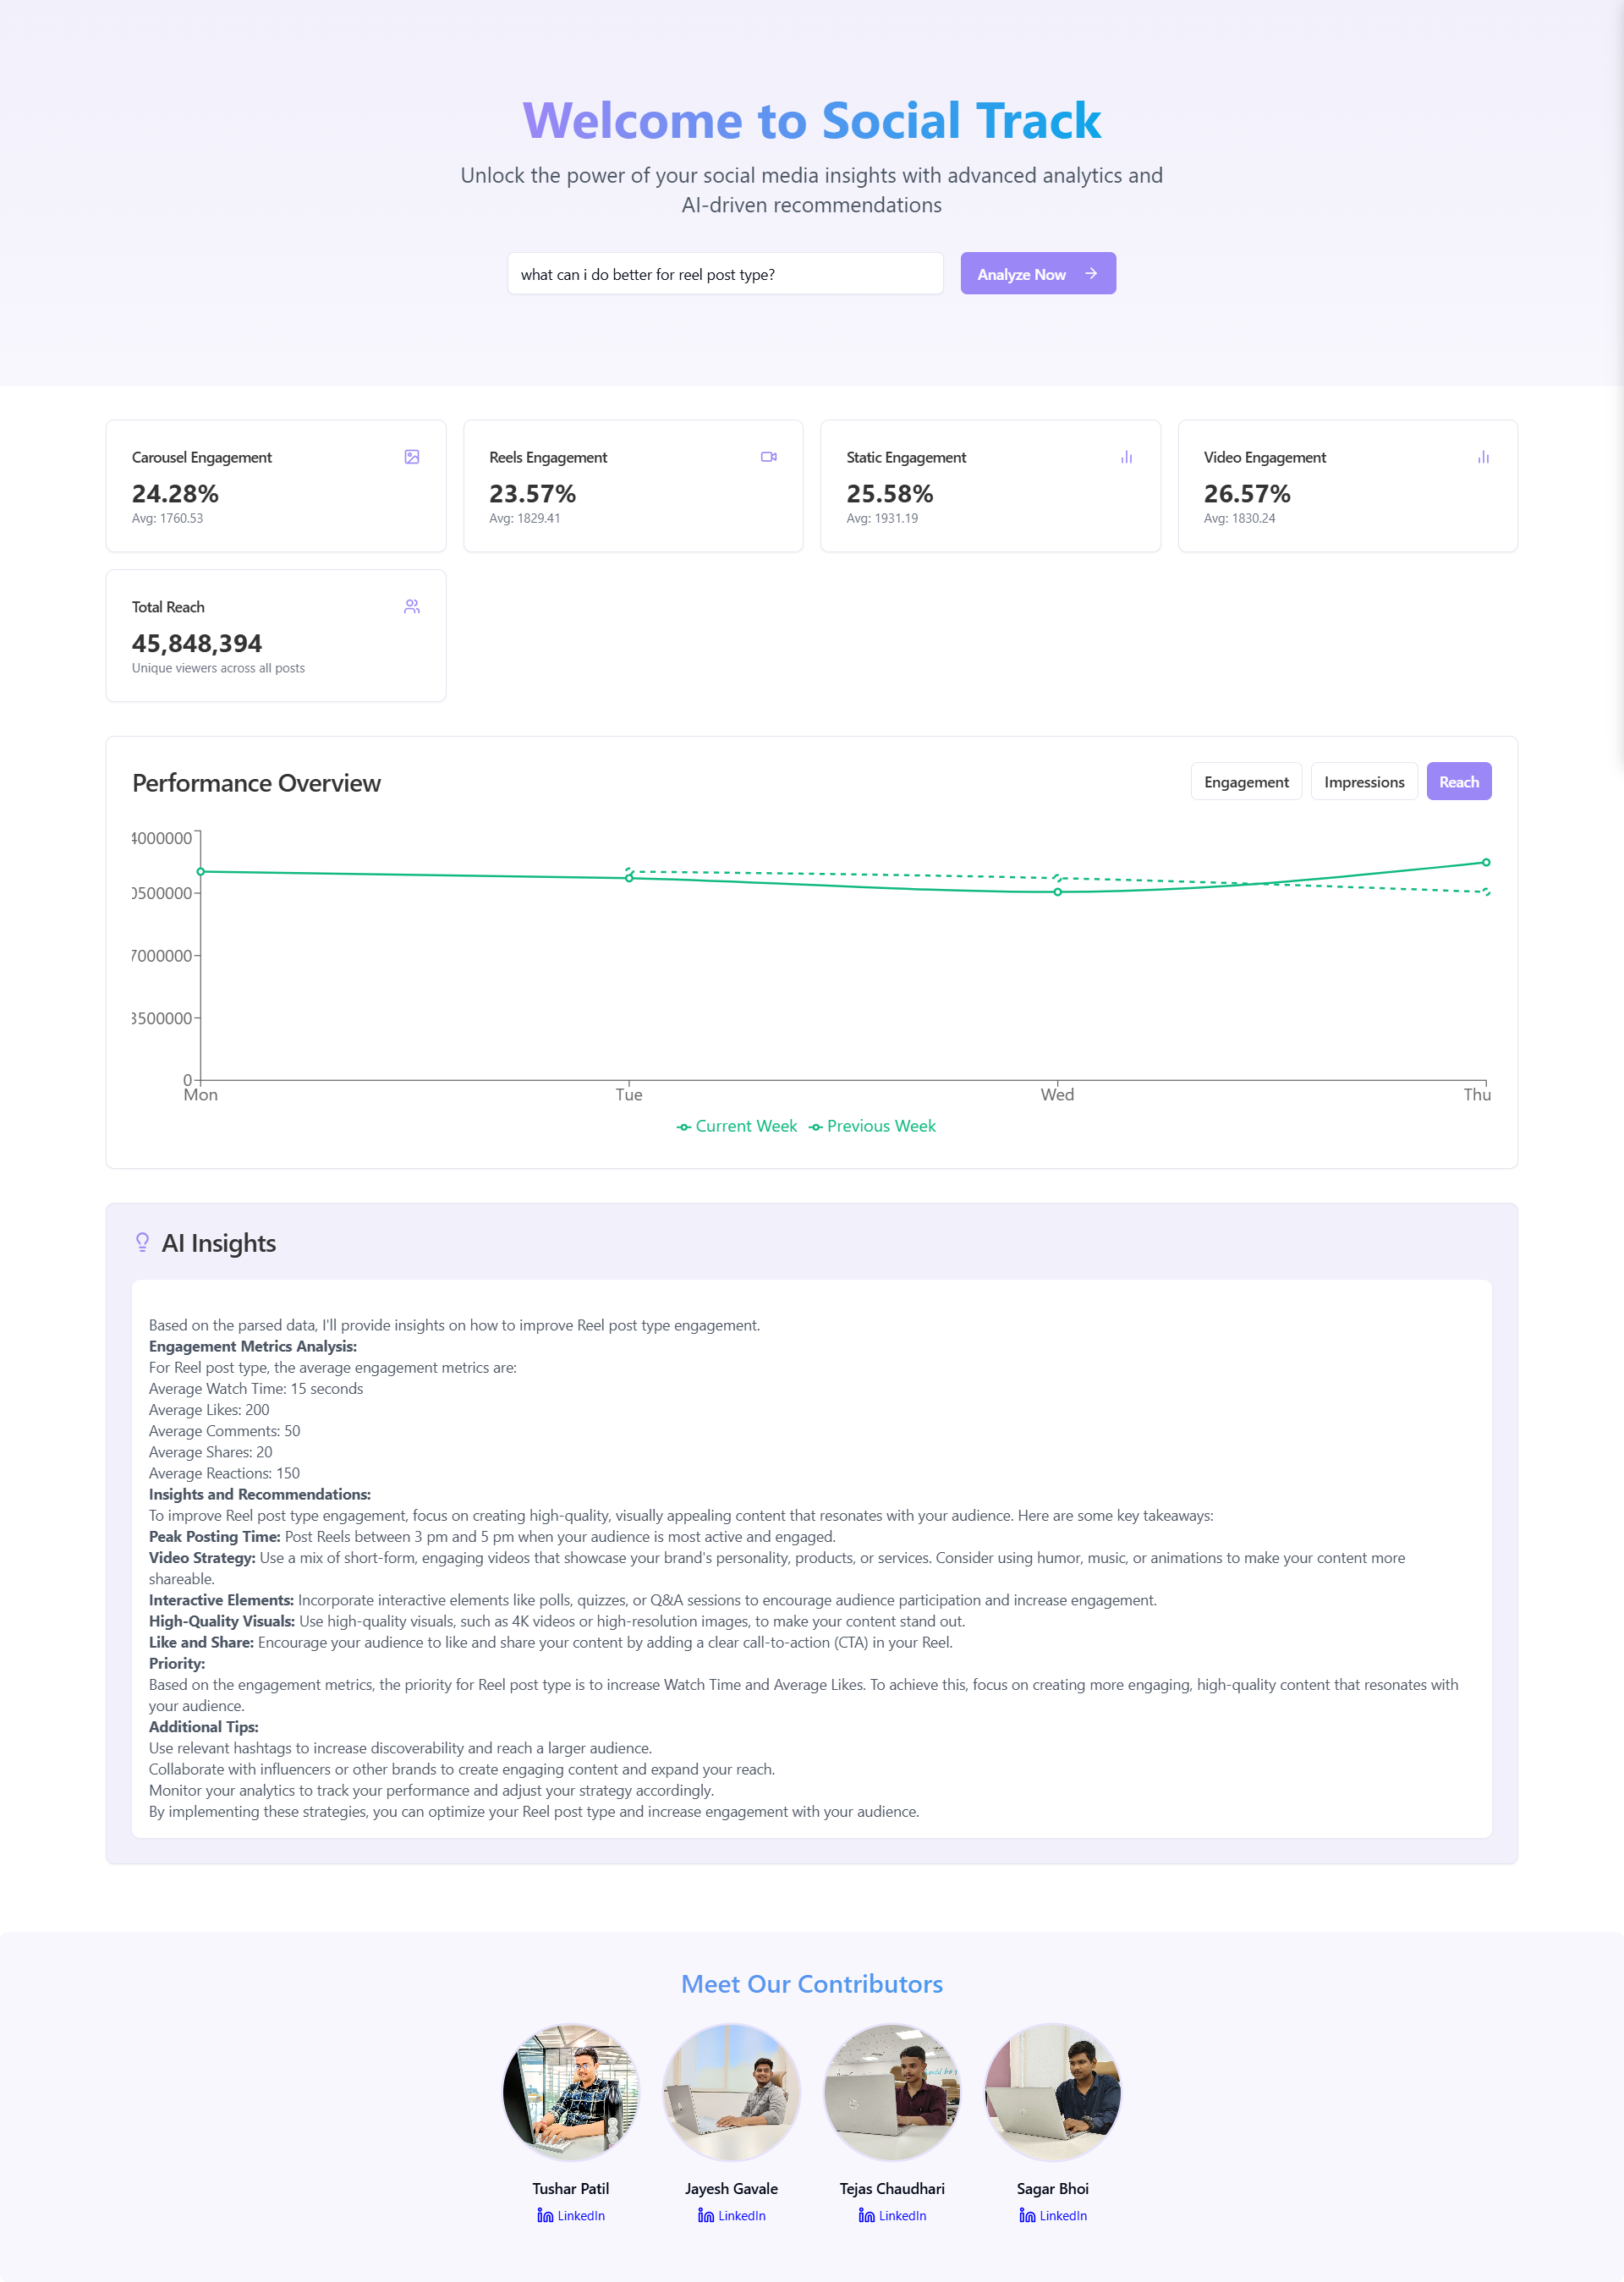 Welcome to Social Track
Unlock the power of your social media insights with advanced analytics and
AI-driven recommendations
what can i do better for reel post type?
Analyze Now
Carousel Engagement
24.28%
Avg: 1760.53
Reels Engagement
23.57%
Avg: 1829.41
Static Engagement
25.58%
Avg: 1931.19
Video Engagement
26.57%
Avg: 1830.24
Total Reach
45,848,394
Unique viewers across all posts
Performance Overview
Engagement
Impressions
Reach
4000000
0500000
7000000
3500000
0
Mon
Tue
Wed
Thu
Current Week
Previous Week
AI Insights
Based on the parsed data, I'll provide insights on how to improve Reel post type engagement.
Engagement Metrics Analysis:
For Reel post type, the average engagement metrics are:
Average Watch Time: 15 seconds
Average Likes: 200
Average Comments: 50
Average Shares: 20
Average Reactions: 150
Insights and Recommendations:
To improve Reel post type engagement, focus on creating high-quality, visually appealing content that resonates with your audience. Here are some key takeaways:
Peak Posting Time: Post Reels between 3 pm and 5 pm when your audience is most active and engaged.
Video Strategy: Use a mix of short-form, engaging videos that showcase your brand's personality, products, or services. Consider using humor, music, or animations to make your content more
shareable.
Interactive Elements: Incorporate interactive elements like polls, quizzes, or Q&A sessions to encourage audience participation and increase engagement.
High-Quality Visuals: Use high-quality visuals, such as 4K videos or high-resolution images, to make your content stand out.
Like and Share: Encourage your audience to like and share your content by adding a clear call-to-action (CTA) in your Reel.
Priority:
Based on the engagement metrics, the priority for Reel post type is to increase Watch Time and Average Likes. To achieve this, focus on creating more engaging, high-quality content that resonates with
your audience.
Additional Tips:
Use relevant hashtags to increase discoverability and reach a larger audience.
Collaborate with influencers or other brands to create engaging content and expand your reach.
Monitor your analytics to track your performance and adjust your strategy accordingly.
By implementing these strategies, you can optimize your Reel post type and increase engagement with your audience.
Meet Our Contributors
Tushar Patil
LinkedIn
Jayesh Gavale
LinkedIn
Tejas Chaudhari
LinkedIn
Sagar Bhoi
LinkedIn